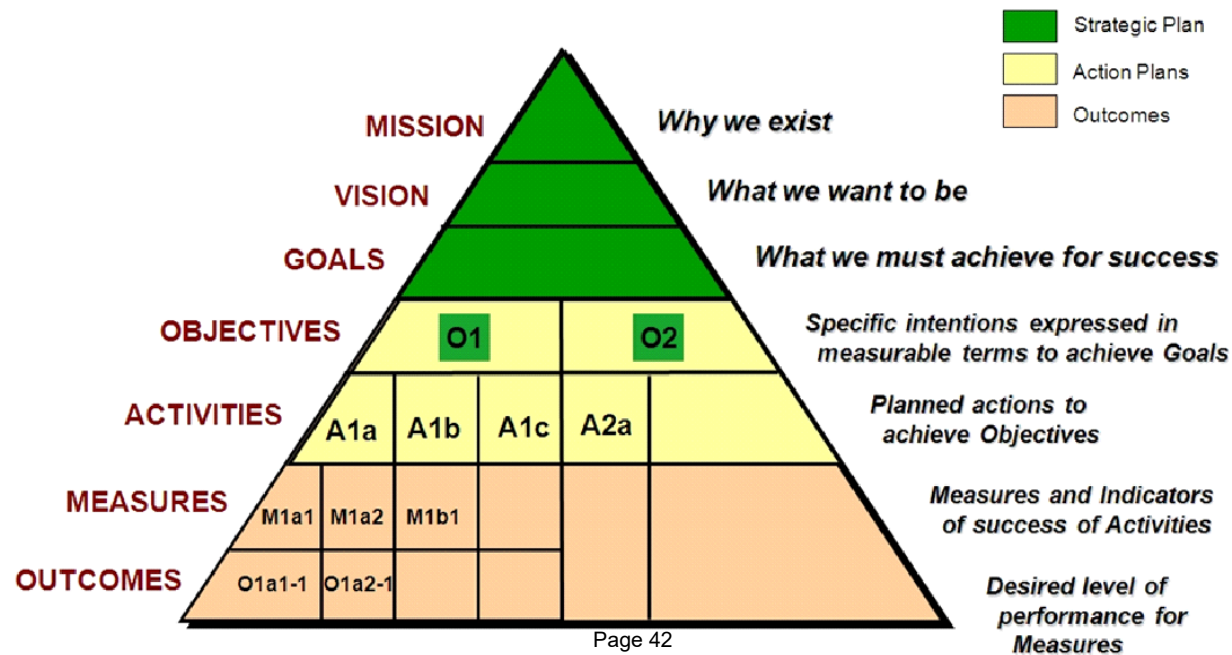 Strategic Plan
Action Plans
Outcomes
MISSION
Why we exist
VISION
What we want to be
GOALS
What we must achieve for success
OBJECTIVES
O1
O2
Specific intentions expressed in
measurable terms to achieve Goals
ACTIVITIES
A1a
A1b
A1c
A2a
Planned actions to
achieve Objectives
MEASURES
M1a1
M1a2
M1b1
Measures and Indicators
of success of Activities
OUTCOMES
O1a1-1
O1a2-1
Desired level of
performance for
Measures
Page 42